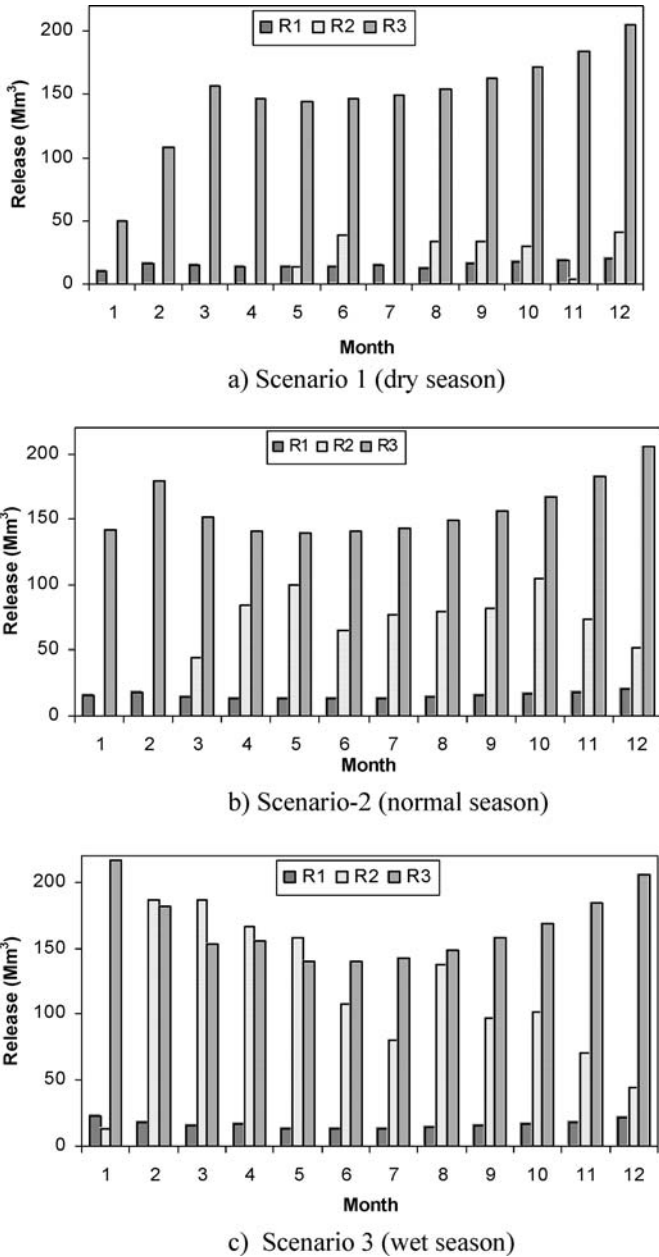 R1 R2 R3
200
150
100
50
0
Release (Mm³)
1 2 3 4 5 6 7 8 9 10 11 12
Month
a) Scenario 1 (dry season)
R1 R2 R3
200
150
100
50
0
Release (Mm³)
1 2 3 4 5 6 7 8 9 10 11 12
Month
b) Scenario-2 (normal season)
R1 R2 R3
200
150
100
50
0
Release (Mm³)
1 2 3 4 5 6 7 8 9 10 11 12
Month
c) Scenario 3 (wet season)